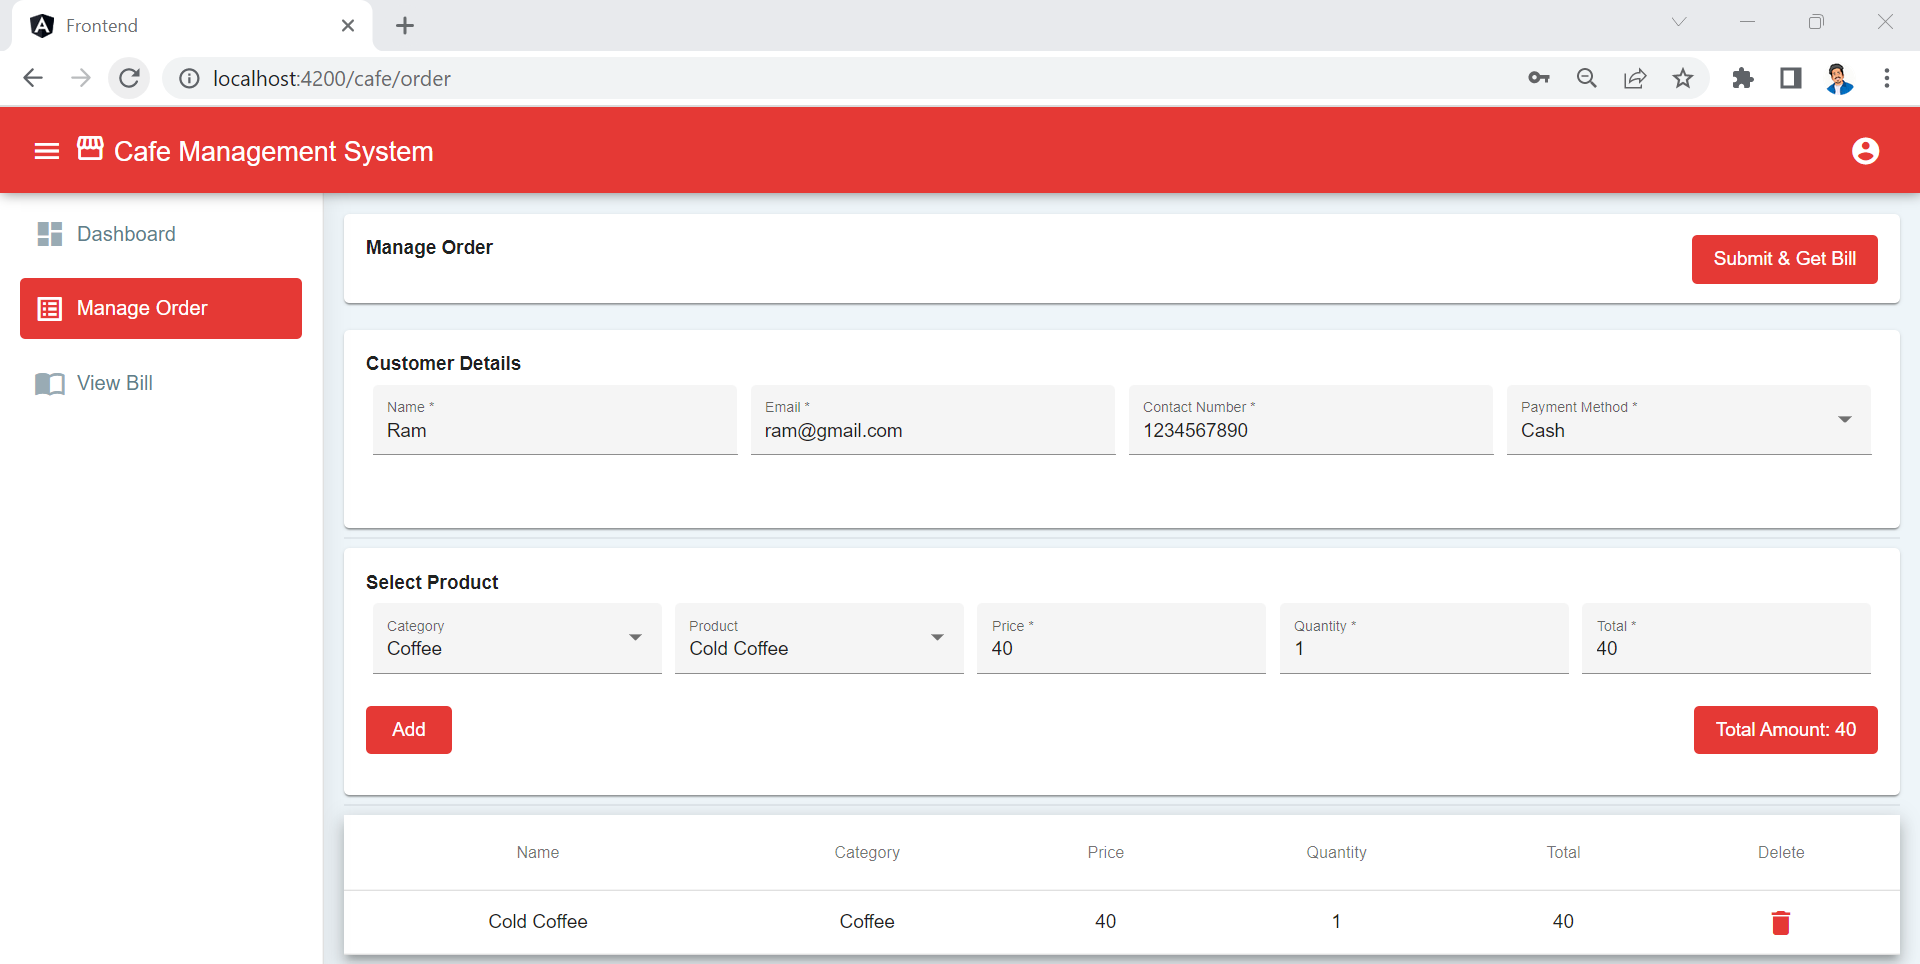 Frontend
localhost:4200/cafe/order
Cafe Management System
Dashboard
Manage Order
View Bill
Manage Order
Submit & Get Bill
Customer Details
Name * Email * Contact Number * Payment Method *
Ram ram@gmail.com 1234567890 Cash
Select Product
Category Product Price * Quantity * Total *
Coffee Cold Coffee 40 1 40
Add Total Amount: 40
Name Category Price Quantity Total Delete
Cold Coffee Coffee 40 1 40